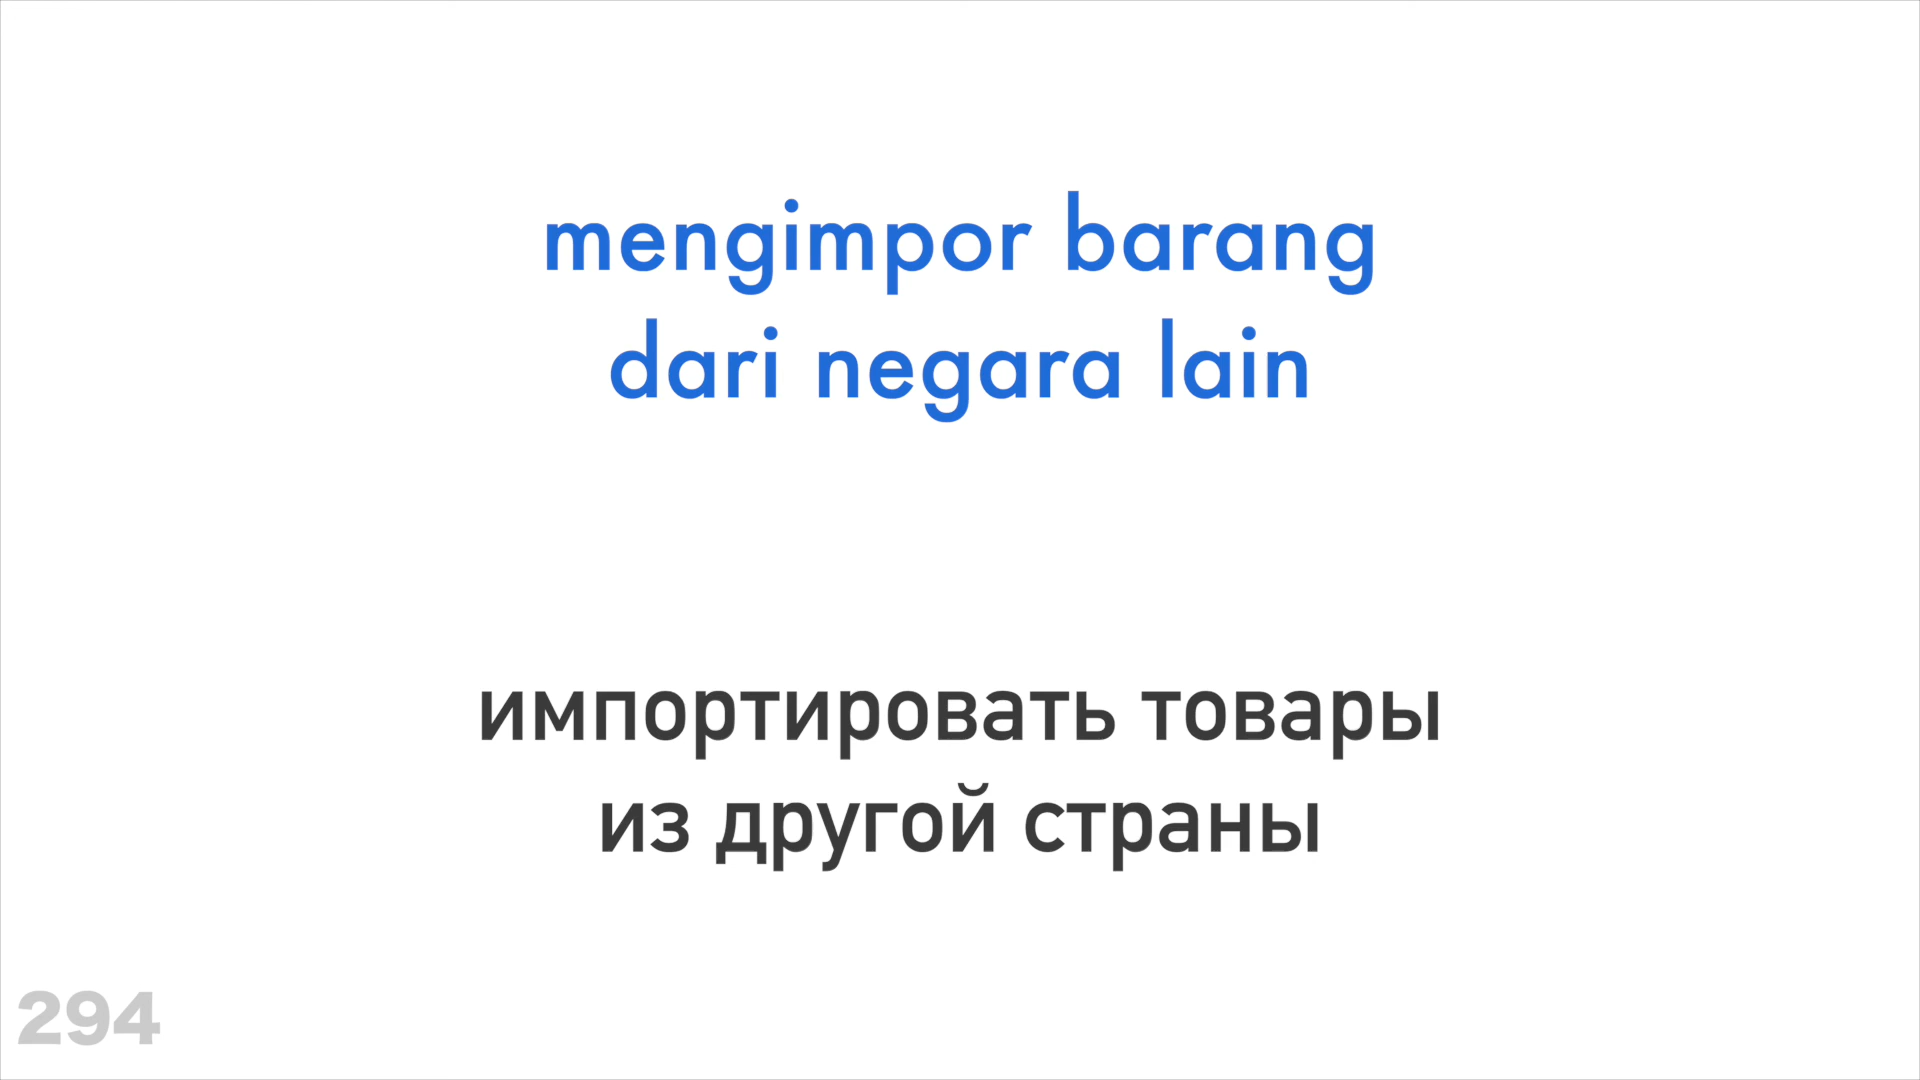 mengimpor barang
dari negara lain
импортировать товары
из другой страны
294